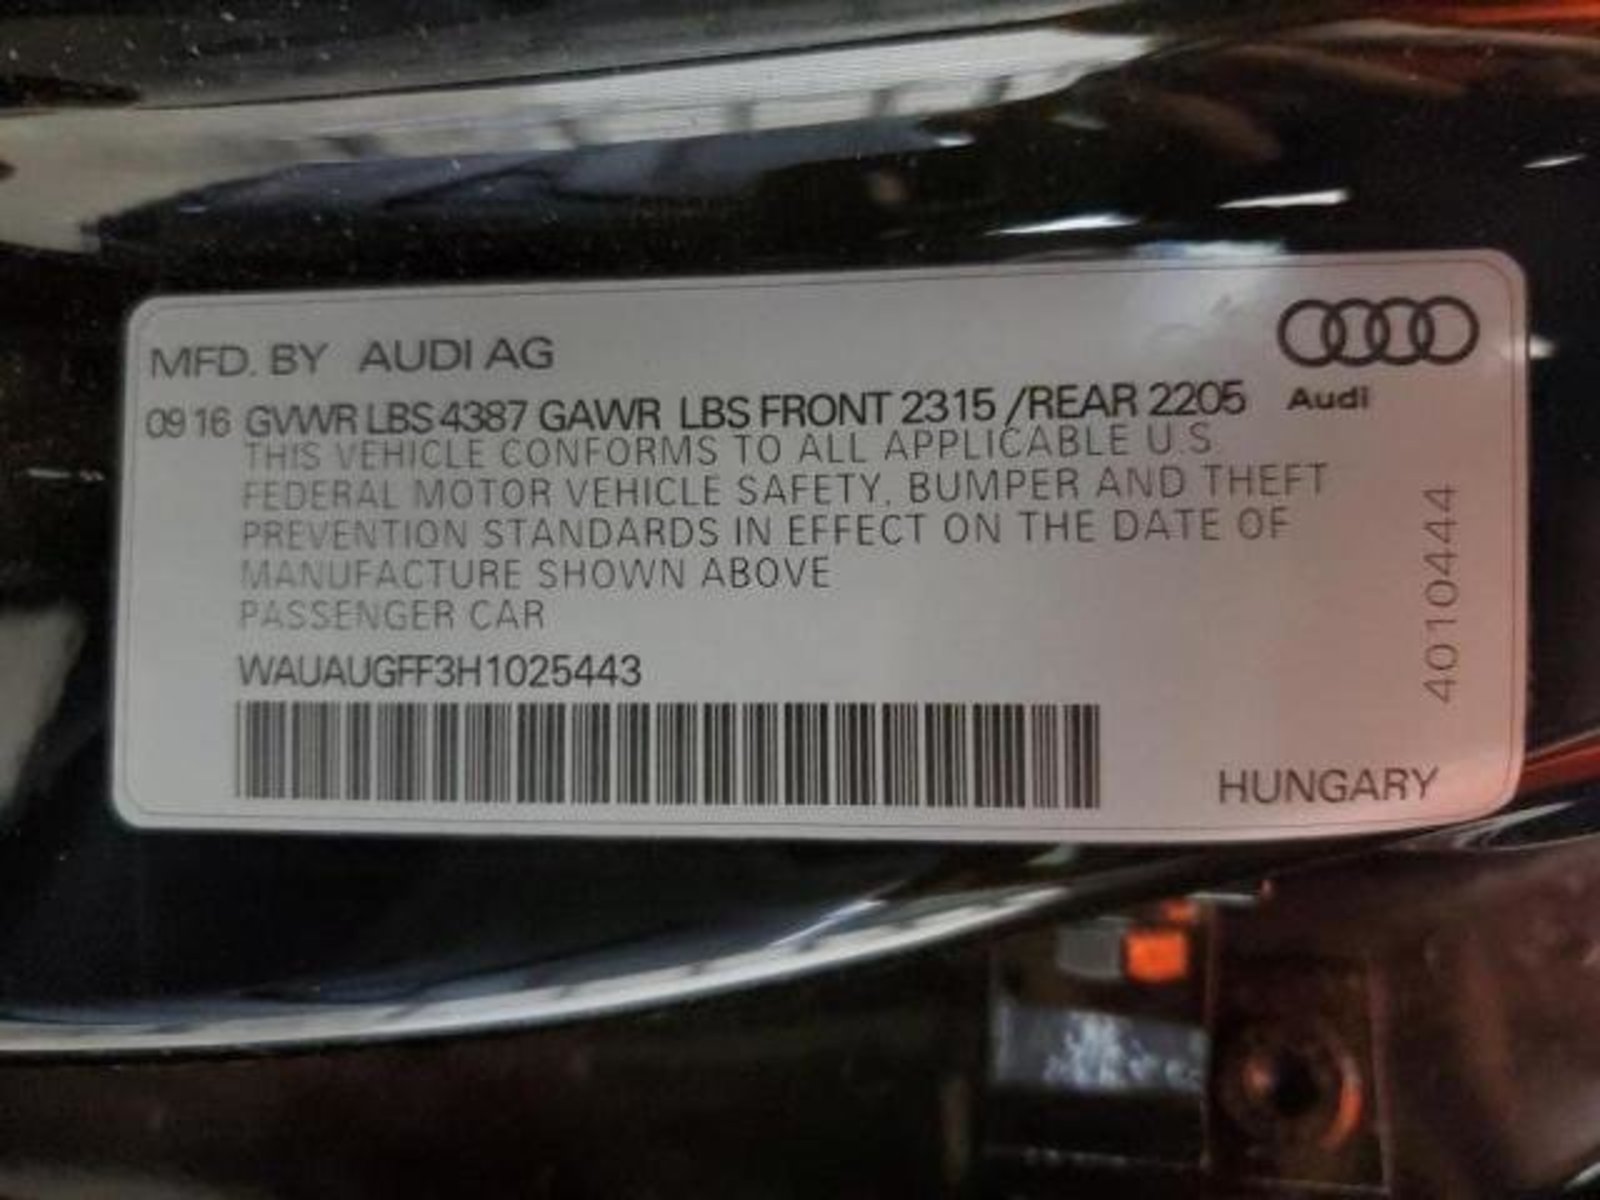 MFD. BY AUDI AG
09 16 GVWR LBS 4387 GAWR LBS FRONT 2315 /REAR 2205
Audi
THIS VEHICLE CONFORMS TO ALL APPLICABLE U.S.
FEDERAL MOTOR VEHICLE SAFETY, BUMPER AND THEFT
PREVENTION STANDARDS IN EFFECT ON THE DATE OF
MANUFACTURE SHOWN ABOVE
PASSENGER CAR
WAUAUGFF3H1025443
4010444
HUNGARY